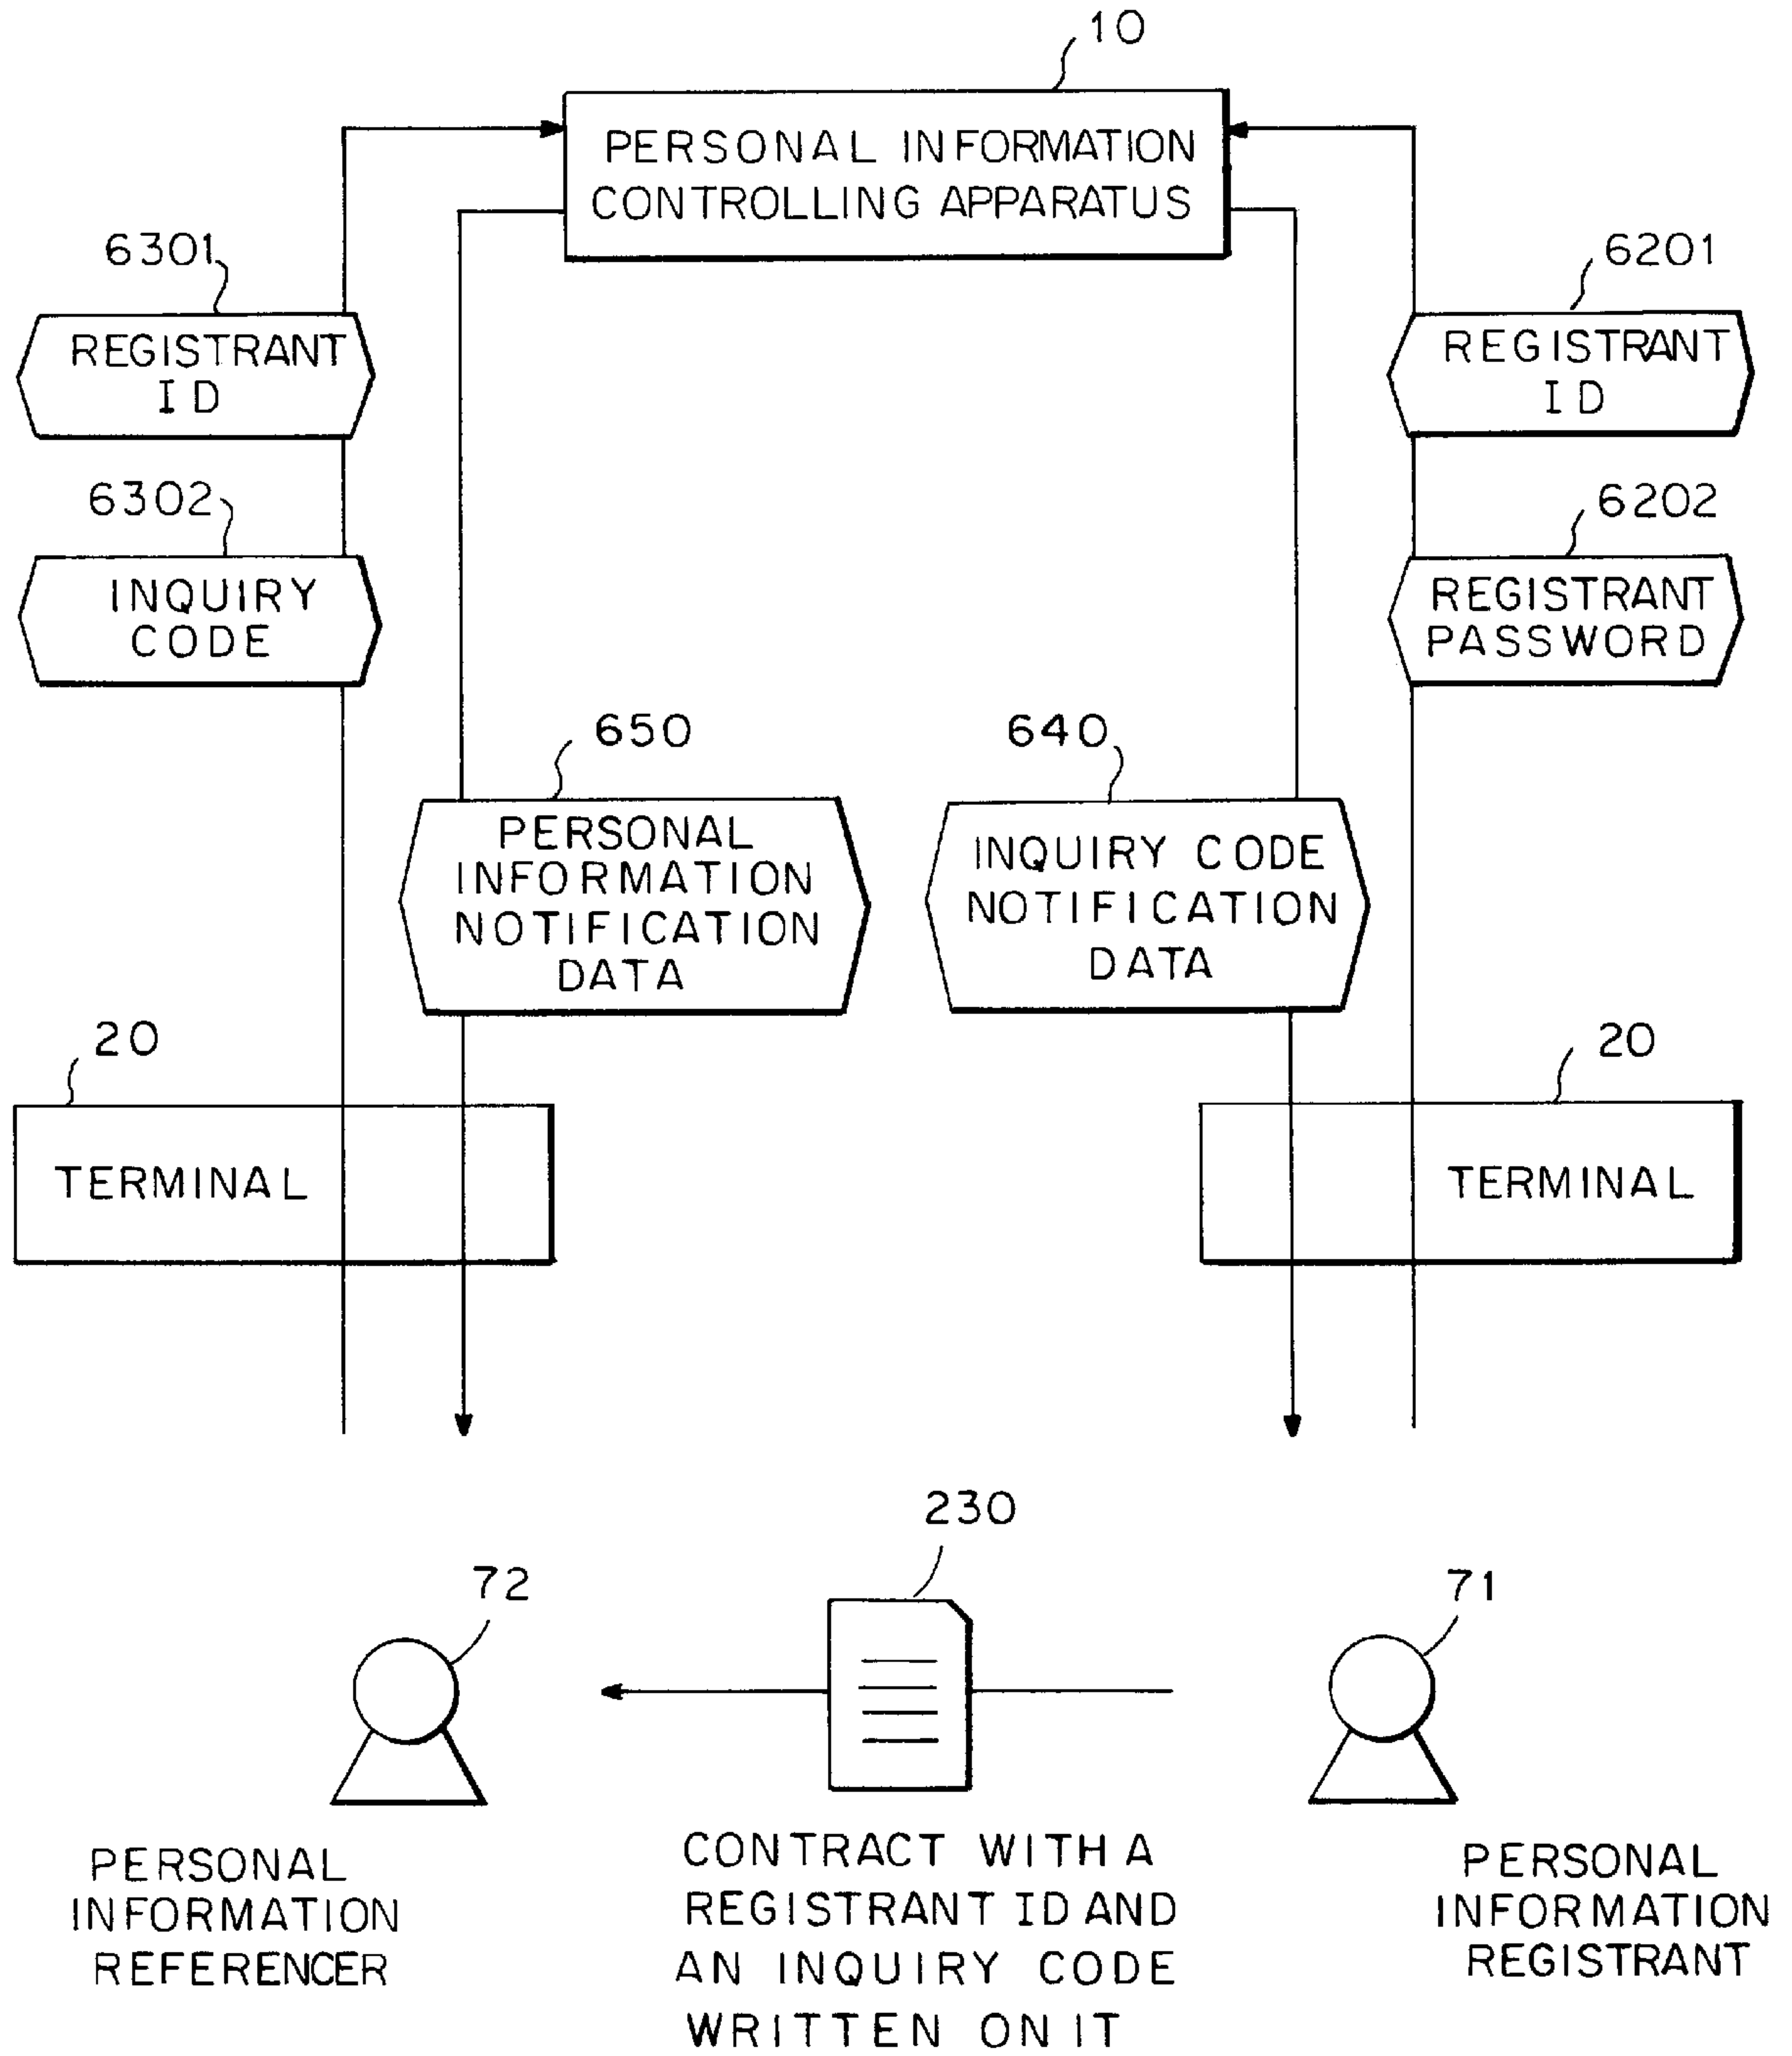 10
PERSONAL INFORMATION
CONTROLLING APPARATUS
6301
REGISTRANT
ID
6201
REGISTRANT
ID
6302
INQUIRY
CODE
6202
REGISTRANT
PASSWORD
650
PERSONAL
INFORMATION
NOTIFICATION
DATA
640
INQUIRY CODE
NOTIFICATION
DATA
20
TERMINAL
20
TERMINAL
230
72
71
PERSONAL
INFORMATION
REFERENCER
CONTRACT WITH A
REGISTRANT ID AND
AN INQUIRY CODE
WRITTEN ON IT
PERSONAL
INFORMATION
REGISTRANT